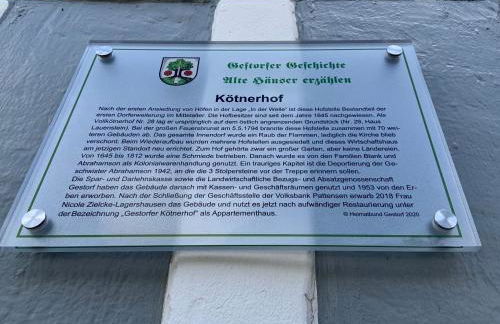 Gestorfer Geschichte
Alte Häuser erzählen
Kötnerhof
Nach der ersten Ansiedlung von Höfen in der Lage „In der Welle" ist diese Hofstelle Bestandteil der
ersten Dorferweiterung im Mittelalter. Die Hofbesitzer sind seit dem Jahre 1645 nachgewiesen. Als
Vollkötnerhof Nr. 28 lag er ursprünglich auf dem östlich angrenzenden Grundstück (Nr. 29, Haus
Lauenstein). Bei der großen Feuersbrunst am 5.5.1794 brannte diese Hofstelle zusammen mit 70 wei-
teren Gebäuden ab. Das gesamte Innendorf wurde ein Raub der Flammen, lediglich die Kirche blieb
verschont. Beim Wiederaufbau wurden mehrere Hofstellen ausgesiedelt und dieses Wirtschaftshaus
am jetzigen Standort neu errichtet. Zum Hof gehörte zwar ein großer Garten, aber keine Ländereien.
Von 1645 bis 1812 wurde eine Schmiede betrieben. Danach wurde es von den Familien Blank und
Abrahamson als Kolonialwarenhandlung genutzt. Ein trauriges Kapitel ist die Deportierung der Ge-
schwister Abrahamson 1942, an die die 3 Stolpersteine vor der Treppe erinnern sollen.
Die Spar- und Darlehnskasse sowie die Landwirtschaftliche Bezugs- und Absatzgenossenschaft
Gestorf haben das Gebäude danach mit Kassen- und Geschäftsräumen genutzt und 1953 von den Er-
ben erworben. Nach der Schließung der Geschäftsstelle der Volksbank Pattensen erwarb 2018 Frau
Nicole Zielcke-Lagershausen das Gebäude und nutzt es jetzt nach aufwändiger Restaurierung unter
der Bezeichnung „Gestorfer Kötnerhof" als Appartementhaus.
© Heimatbund Gestorf 2020